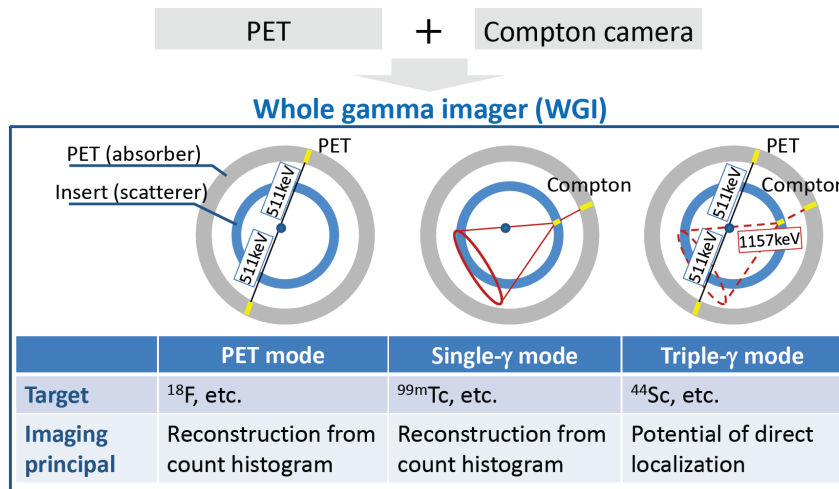 PET + Compton camera
Whole gamma imager (WGI)
PET (absorber)
Insert (scatterer)
PET
511keV
511keV
Compton
PET
Compton
511keV
511keV
1157keV
PET mode Single-γ mode Triple-γ mode
Target ¹⁸F, etc. ⁹⁹ᵐTc, etc. ⁴⁴Sc, etc.
Imaging Reconstruction from Reconstruction from Potential of direct
principal count histogram count histogram localization